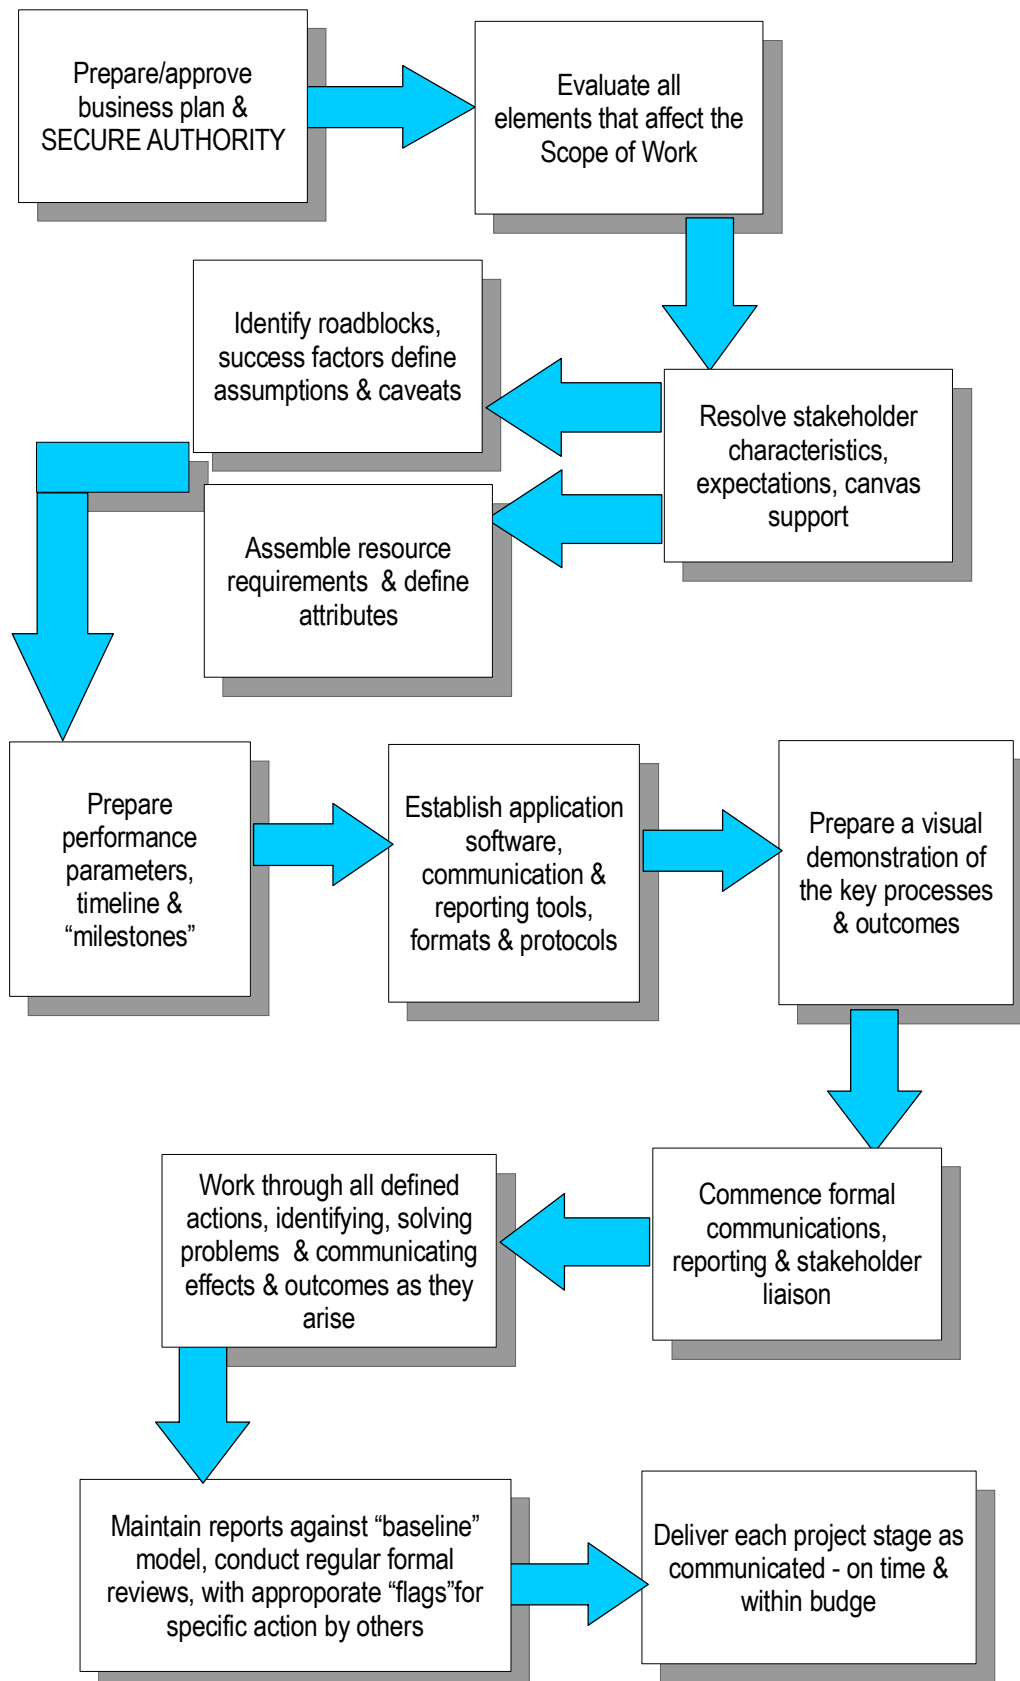 Prepare/approve
business plan &
SECURE AUTHORITY
Evaluate all
elements that affect the
Scope of Work
Identify roadblocks,
success factors define
assumptions & caveats
Resolve stakeholder
characteristics,
expectations, canvas
support
Assemble resource
requirements & define
attributes
Prepare
performance
parameters,
timeline &
“milestones”
Establish application
software,
communication &
reporting tools,
formats & protocols
Prepare a visual
demonstration of
the key processes
& outcomes
Commence formal
communications,
reporting & stakeholder
liaison
Work through all defined
actions, identifying, solving
problems & communicating
effects & outcomes as they
arise
Maintain reports against “baseline”
model, conduct regular formal
reviews, with approporate “flags”for
specific action by others
Deliver each project stage as
communicated - on time &
within budget